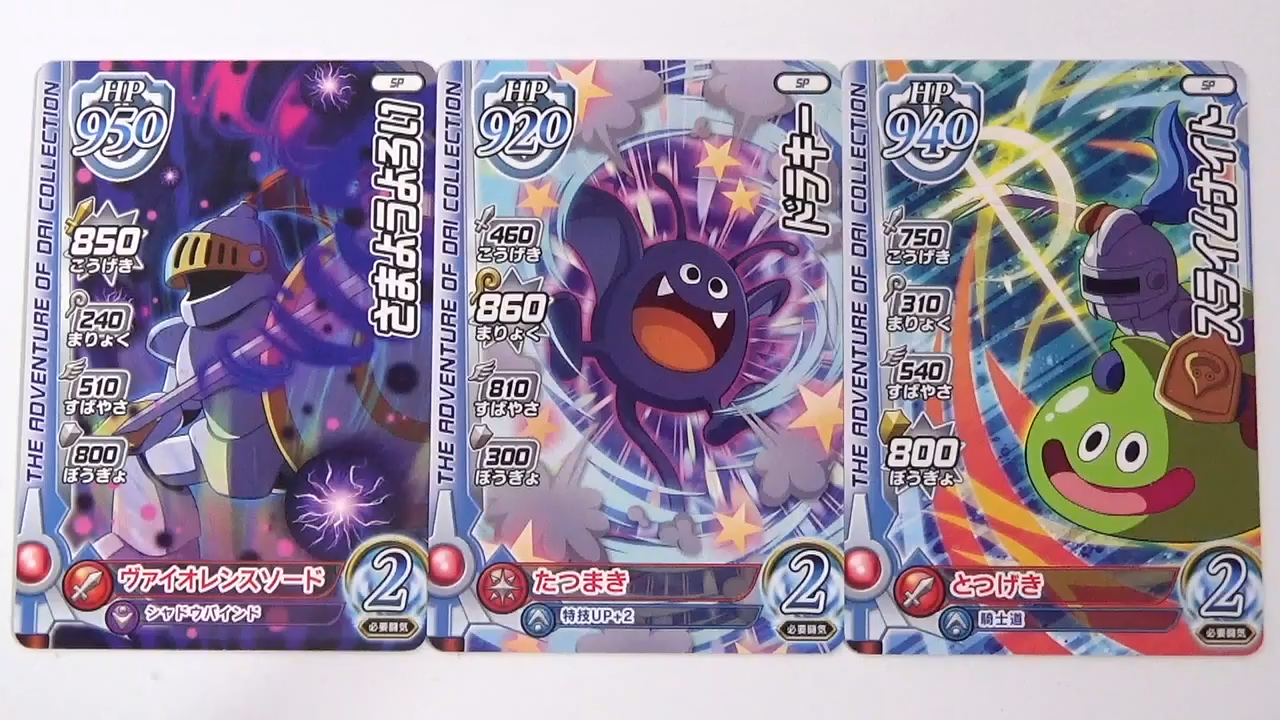 THE ADVENTURE OF DAI COLLECTION
HP
950
SP
さまようよろい
850
こうげき
240
まりょく
510
すばやさ
800
ぼうぎょ
ヴァイオレンスソード
シャドウバインド
2
必要闘気
THE ADVENTURE OF DAI COLLECTION
HP
920
SP
ドラキー
460
こうげき
860
まりょく
810
すばやさ
300
ぼうぎょ
たつまき
特技UP+2
2
必要闘気
THE ADVENTURE OF DAI COLLECTION
HP
940
SP
スライムナイト
750
こうげき
310
まりょく
540
すばやさ
800
ぼうぎょ
とつげき
騎士道
2
必要闘気